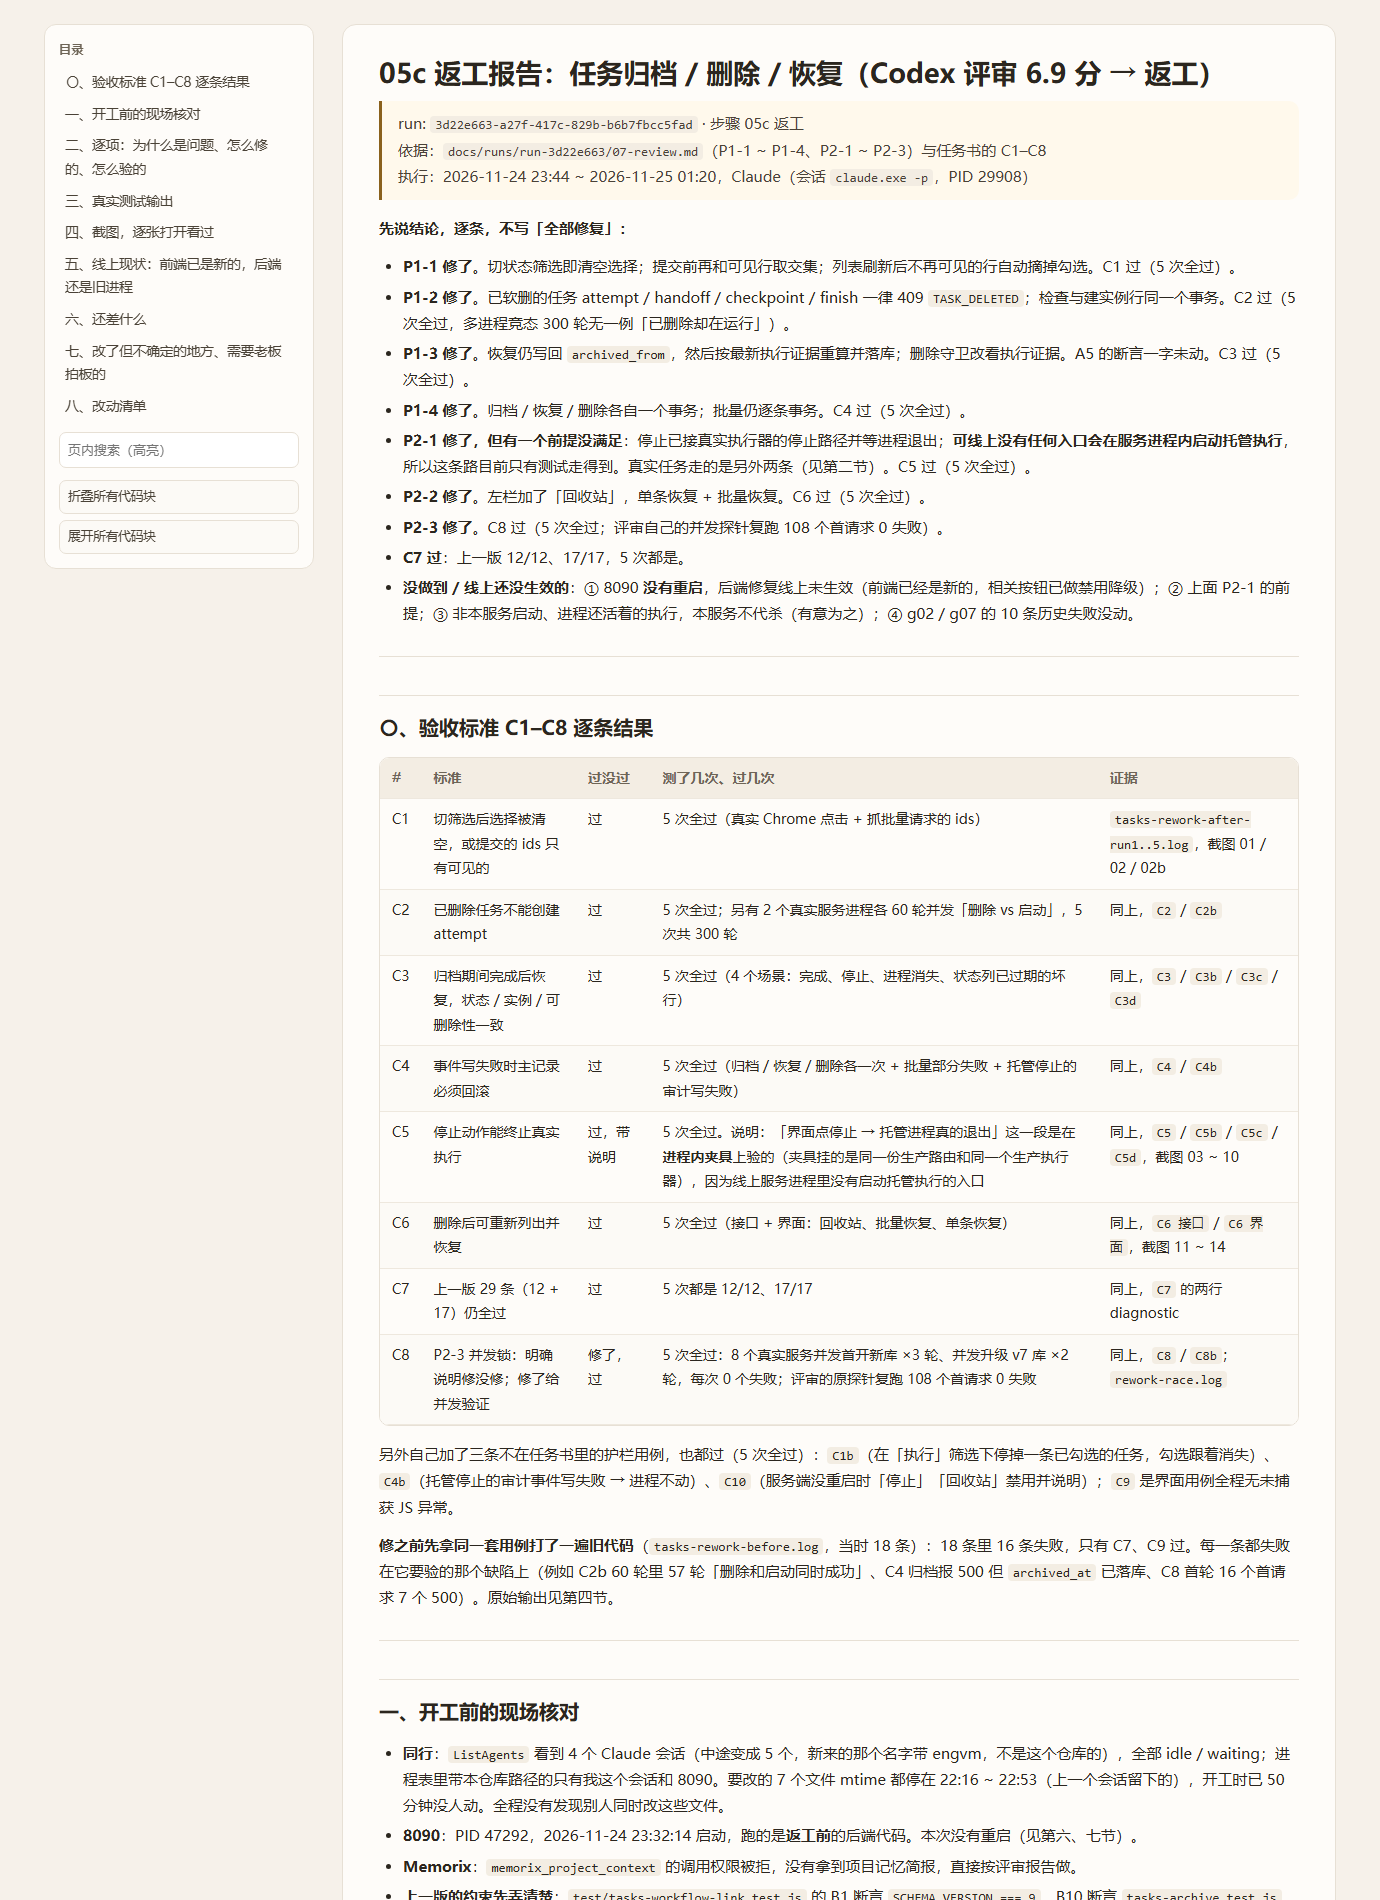 目录
〇、验收标准 C1–C8 逐条结果
一、开工前的现场核对
二、逐项：为什么是问题、怎么修
的、怎么验的
三、真实测试输出
四、截图，逐张打开看过
五、线上现状：前端已是新的，后端
还是旧进程
六、还差什么
七、改了但不确定的地方、需要老板
拍板的
八、改动清单
页内搜索（高亮）
折叠所有代码块
展开所有代码块
05c 返工报告：任务归档 / 删除 / 恢复（Codex 评审 6.9 分 → 返工）
run: 3d22e663-a27f-417c-829b-b6b7fbcc5fad · 步骤 05c 返工
依据：docs/runs/run-3d22e663/07-review.md（P1-1 ~ P1-4、P2-1 ~ P2-3）与任务书的 C1–C8
执行：2026-11-24 23:44 ~ 2026-11-25 01:20，Claude（会话 claude.exe -p，PID 29908）
先说结论，逐条，不写「全部修复」：
• P1-1 修了。切状态筛选即清空选择；提交前再和可见行取交集；列表刷新后不再可见的行自动摘掉勾选。C1 过（5 次全过）。
• P1-2 修了。已软删的任务 attempt / handoff / checkpoint / finish 一律 409 TASK_DELETED；检查与建实例行同一个事务。C2 过（5
次全过，多进程竞态 300 轮无一例「已删除却在运行」）。
• P1-3 修了。恢复仍写回 archived_from，然后按最新执行证据重算并落库；删除守卫改看执行证据。A5 的断言一字未动。C3 过（5
次全过）。
• P1-4 修了。归档 / 恢复 / 删除各自一个事务；批量仍逐条事务。C4 过（5 次全过）。
• P2-1 修了，但有一个前提没满足：停止已接真实执行器的停止路径并等进程退出；可线上没有任何入口会在服务进程内启动托管执行，
所以这条路目前只有测试走得到。真实任务走的是另外两条（见第二节）。C5 过（5 次全过）。
• P2-2 修了。左栏加了「回收站」，单条恢复 + 批量恢复。C6 过（5 次全过）。
• P2-3 修了。C8 过（5 次全过；评审自己的并发探针复跑 108 个首请求 0 失败）。
• C7 过：上一版 12/12、17/17，5 次都是。
• 没做到 / 线上还没生效的：① 8090 没有重启，后端修复线上未生效（前端已经是新的，相关按钮已做禁用降级）；② 上面 P2-1 的前
提；③ 非本服务启动、进程还活着的执行，本服务不代杀（有意为之）；④ g02 / g07 的 10 条历史失败没动。
〇、验收标准 C1–C8 逐条结果
# 标准 过没过 测了几次、过几次 证据
C1 切筛选后选择被清空，或提交的 ids 只有可见的 过 5 次全过（真实 Chrome 点击 + 抓批量请求的 ids） tasks-rework-after-run1..5.log，截图 01 / 02 / 02b
C2 已删除任务不能创建 attempt 过 5 次全过；另有 2 个真实服务进程各 60 轮并发「删除 vs 启动」，5 次共 300 轮 同上，C2 / C2b
C3 归档期间完成后恢复，状态 / 实例 / 可删除性一致 过 5 次全过（4 个场景：完成、停止、进程消失、状态列已过期的坏行） 同上，C3 / C3b / C3c / C3d
C4 事件写失败时主记录必须回滚 过 5 次全过（归档 / 恢复 / 删除各一次 + 批量部分失败 + 托管停止的审计写失败） 同上，C4 / C4b
C5 停止动作能终止真实执行 过，带说明 5 次全过。说明：「界面点停止 → 托管进程真的退出」这一段是在进程内夹具上验的（夹具挂的是同一份生产路由和同一个生产执行器），因为线上服务进程里没有启动托管执行的入口 同上，C5 / C5b / C5c / C5d，截图 03 ~ 10
C6 删除后可重新列出并恢复 过 5 次全过（接口 + 界面：回收站、批量恢复、单条恢复） 同上，C6 接口 / C6 界面，截图 11 ~ 14
C7 上一版 29 条（12 + 17）仍全过 过 5 次都是 12/12、17/17 同上，C7 的两行 diagnostic
C8 P2-3 并发锁：明确说明修没修；修了给并发验证 修了，过 5 次全过：8 个真实服务并发首开新库 ×3 轮、并发升级 v7 库 ×2 轮，每次 0 个失败；评审的原探针复跑 108 个首请求 0 失败 同上，C8 / C8b；rework-race.log
另外自己加了三条不在任务书里的护栏用例，也都过（5 次全过）：C1b（在「执行」筛选下停掉一条已勾选的任务，勾选跟着消失）、
C4b（托管停止的审计事件写失败 → 进程不动）、C10（服务端没重启时「停止」「回收站」禁用并说明）；C9 是界面用例全程无未捕
获 JS 异常。
修之前先拿同一套用例打了一遍旧代码（tasks-rework-before.log，当时 18 条）：18 条里 16 条失败，只有 C7、C9 过。每一条都失败
在它要验的那个缺陷上（例如 C2b 60 轮里 57 轮「删除和启动同时成功」、C4 归档报 500 但 archived_at 已落库、C8 首轮 16 个首请
求 7 个 500）。原始输出见第四节。
一、开工前的现场核对
• 同行：ListAgents 看到 4 个 Claude 会话（中途变成 5 个，新来的那个名字带 engvm，不是这个仓库的），全部 idle / waiting；进
程表里带本仓库路径的只有我这个会话和 8090。要改的 7 个文件 mtime 都停在 22:16 ~ 22:53（上一个会话留下的），开工时已 50
分钟没人动。全程没有发现别人同时改这些文件。
• 8090：PID 47292，2026-11-24 23:32:14 启动，跑的是返工前的后端代码。本次没有重启（见第六、七节）。
• Memorix：memorix_project_context 的调用权限被拒，没有拿到项目记忆简报，直接按评审报告做。
• 上一版的约束先弄清楚：test/tasks-workflow-link.test.js 的 B1 断言 SCHEMA_VERSION === 9、B10 断言 tasks-archive.test.js